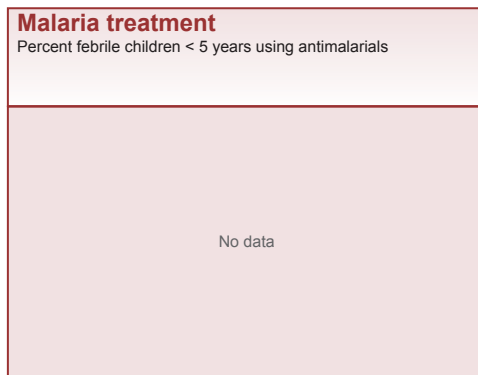 Malaria treatment
Percent febrile children < 5 years using antimalarials
No data